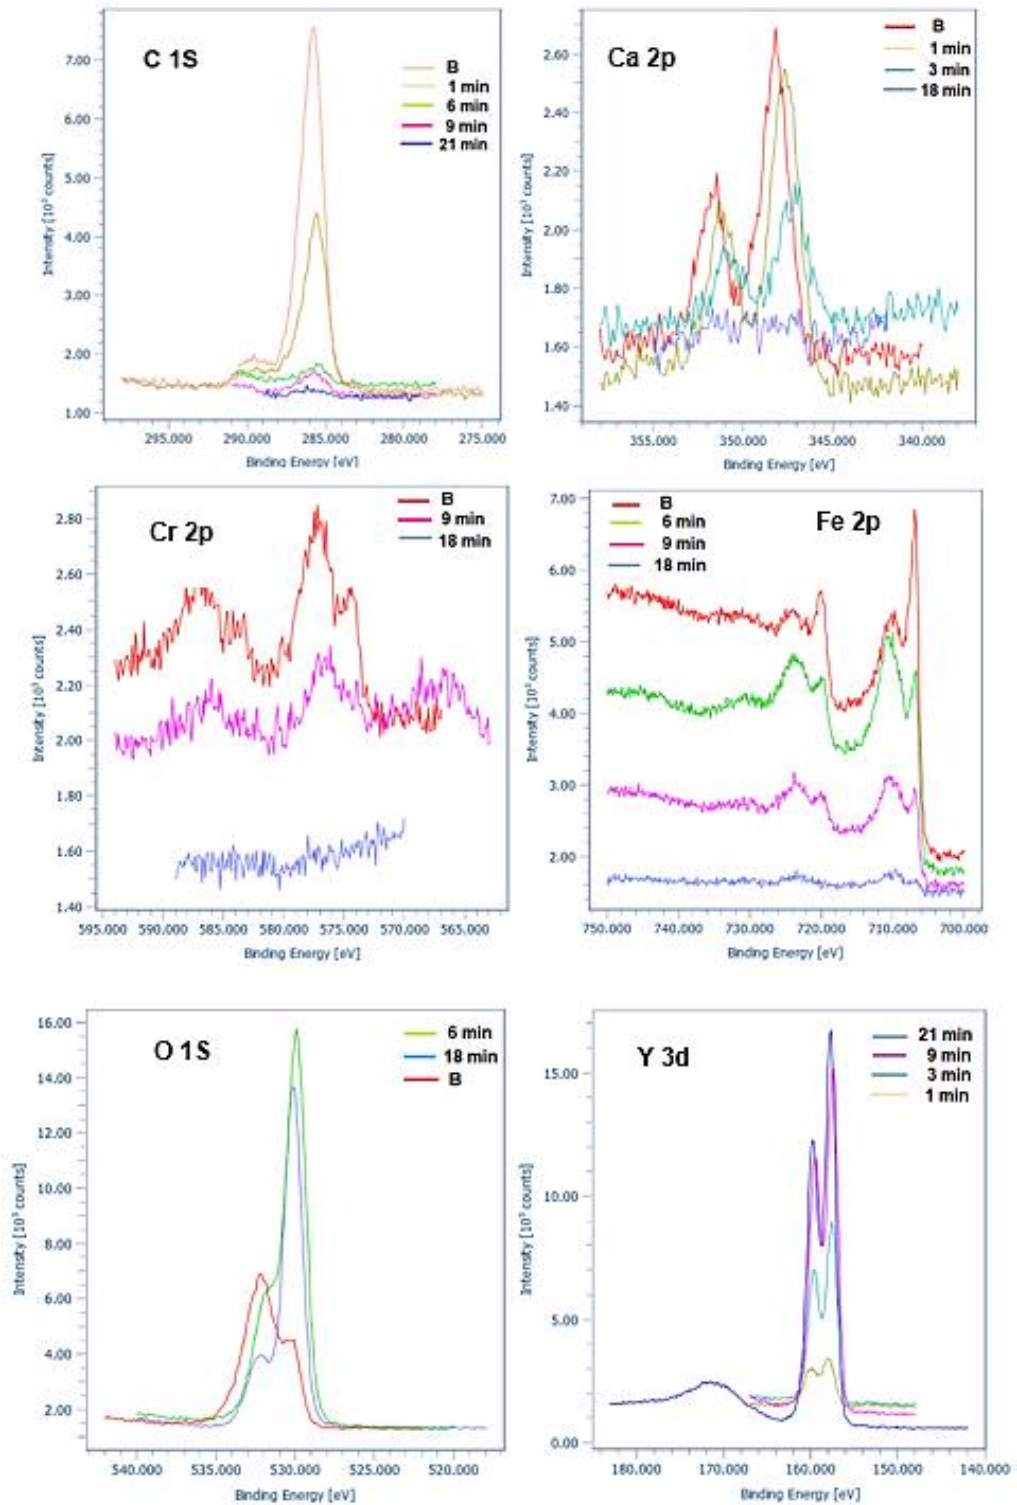 C 1S
B
1 min
6 min
9 min
21 min
7.00
6.00
5.00
4.00
3.00
2.00
1.00
Intensity [10³ counts]
295.000 290.000 285.000 280.000 275.000
Binding Energy [eV]
Ca 2p
B
1 min
3 min
18 min
2.60
2.40
2.20
2.00
1.80
1.60
1.40
Intensity [10³ counts]
355.000 350.000 345.000 340.000
Binding Energy [eV]
Cr 2p
B
9 min
18 min
2.80
2.60
2.40
2.20
2.00
1.80
1.60
1.40
Intensity [10³ counts]
595.000 590.000 585.000 580.000 575.000 570.000 565.000
Binding Energy [eV]
Fe 2p
B
6 min
9 min
18 min
7.00
6.00
5.00
4.00
3.00
2.00
Intensity [10³ counts]
750.000 740.000 730.000 720.000 710.000 700.000
Binding Energy [eV]
O 1S
6 min
18 min
B
16.00
14.00
12.00
10.00
8.00
6.00
4.00
2.00
Intensity [10³ counts]
540.000 535.000 530.000 525.000 520.000
Binding Energy [eV]
Y 3d
21 min
9 min
3 min
1 min
15.00
10.00
5.00
0.00
Intensity [10³ counts]
180.000 170.000 160.000 150.000 140.000
Binding Energy [eV]